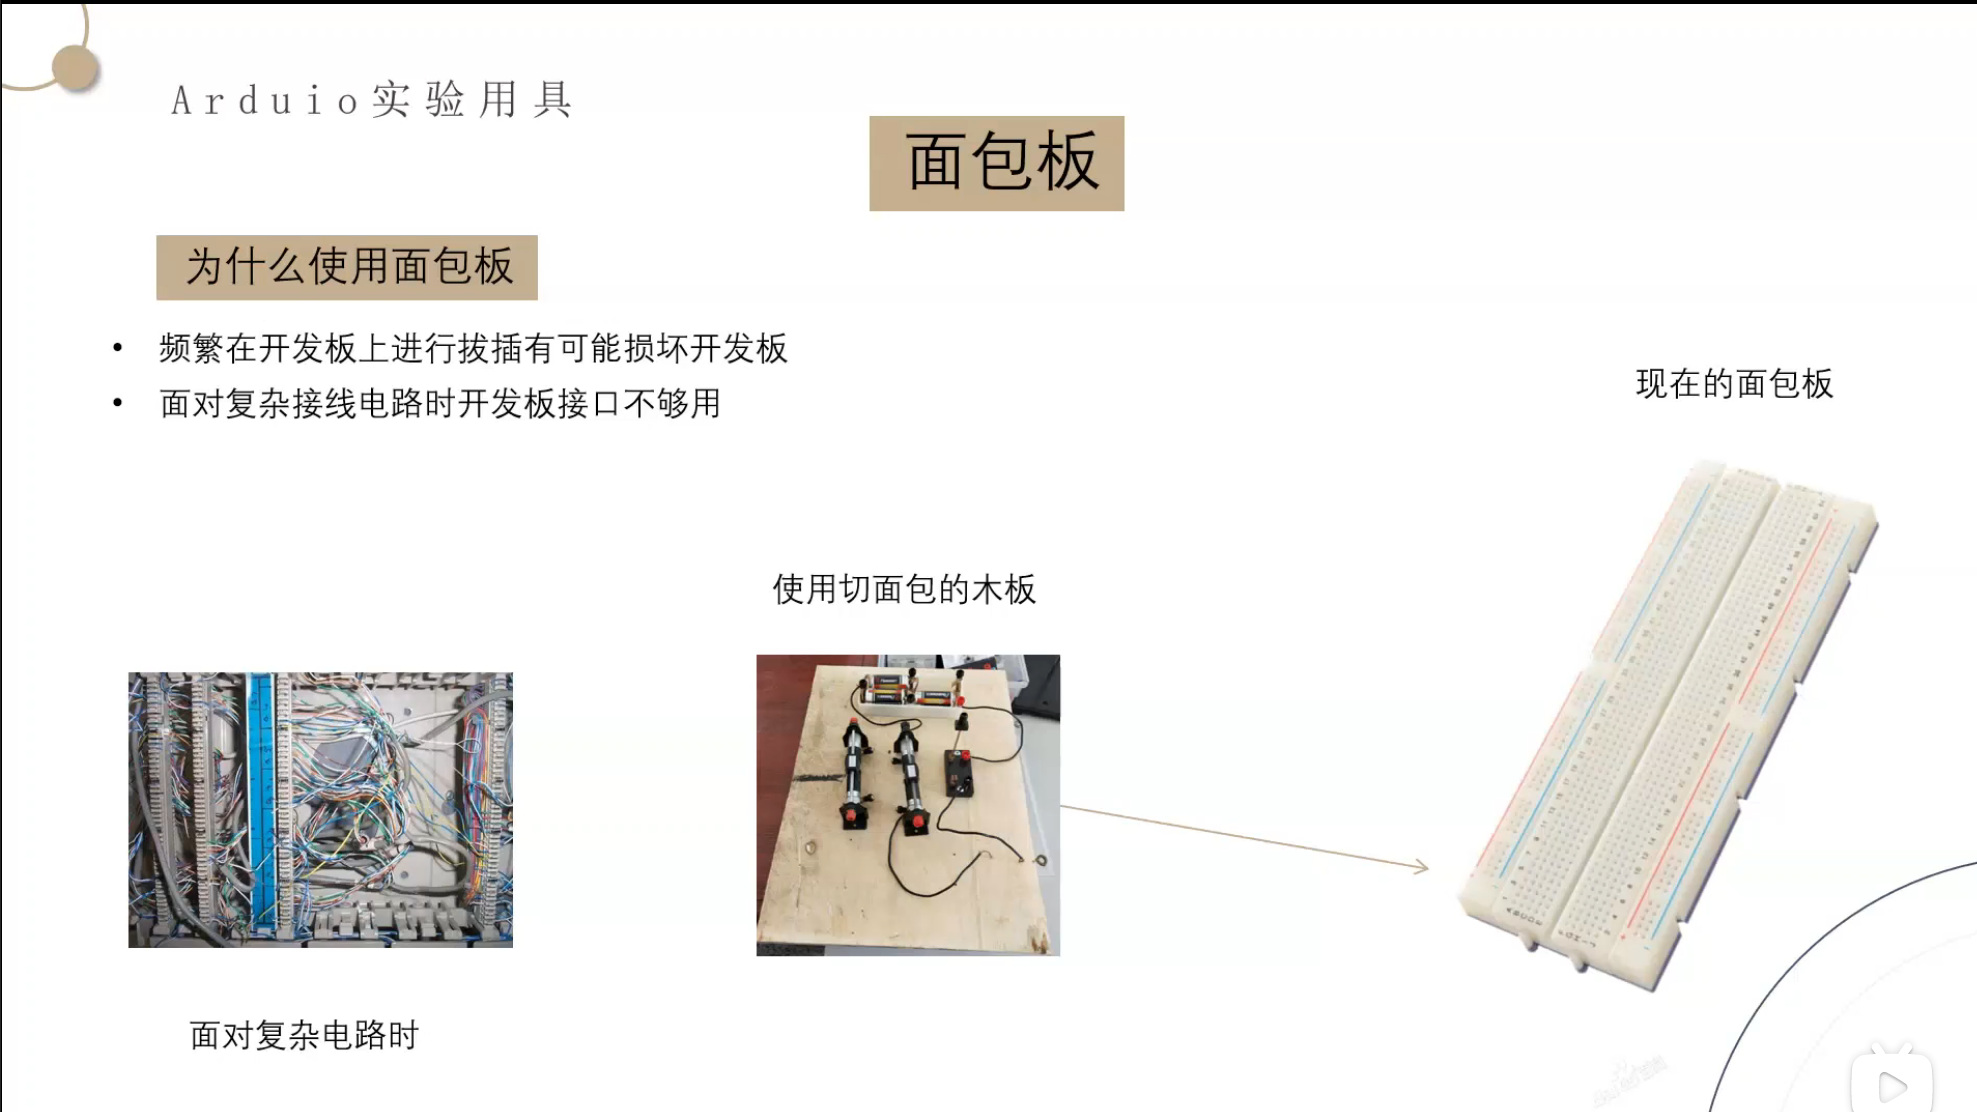 Arduio实验用具
面包板
为什么使用面包板
• 频繁在开发板上进行拔插有可能损坏开发板
• 面对复杂接线电路时开发板接口不够用
现在的面包板
使用切面包的木板
面对复杂电路时